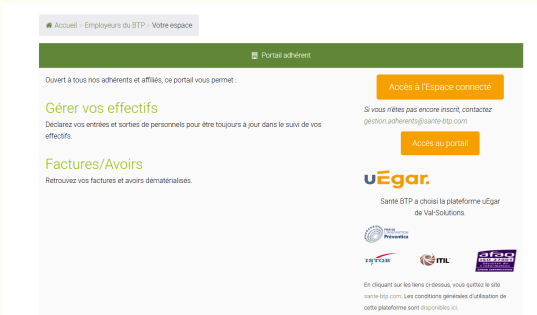 Accueil > Employeurs du BTP > Votre espace
Portail adhérent
Ouvert à tous nos adhérents et affiliés, ce portail vous permet :
Gérer vos effectifs
Déclarez vos entrées et sorties de personnels pour être toujours à jour dans le suivi de vos
effectifs.
Factures/Avoirs
Retrouvez vos factures et avoirs dématérialisés.
Accès à l'Espace connecté
Si vous n'êtes pas encore inscrit, contactez
gestion.adherents@sante-btp.com
Accès au portail
uEgar.
Santé BTP a choisi la plateforme uEgar
de Val-Solutions.
Préventica
ISTQB
ITIL
afaq
ISO 27001
En cliquant sur les liens ci-dessus, vous quittez le site
sante-btp.com. Les conditions générales d'utilisation de
cette plateforme sont disponibles ici.